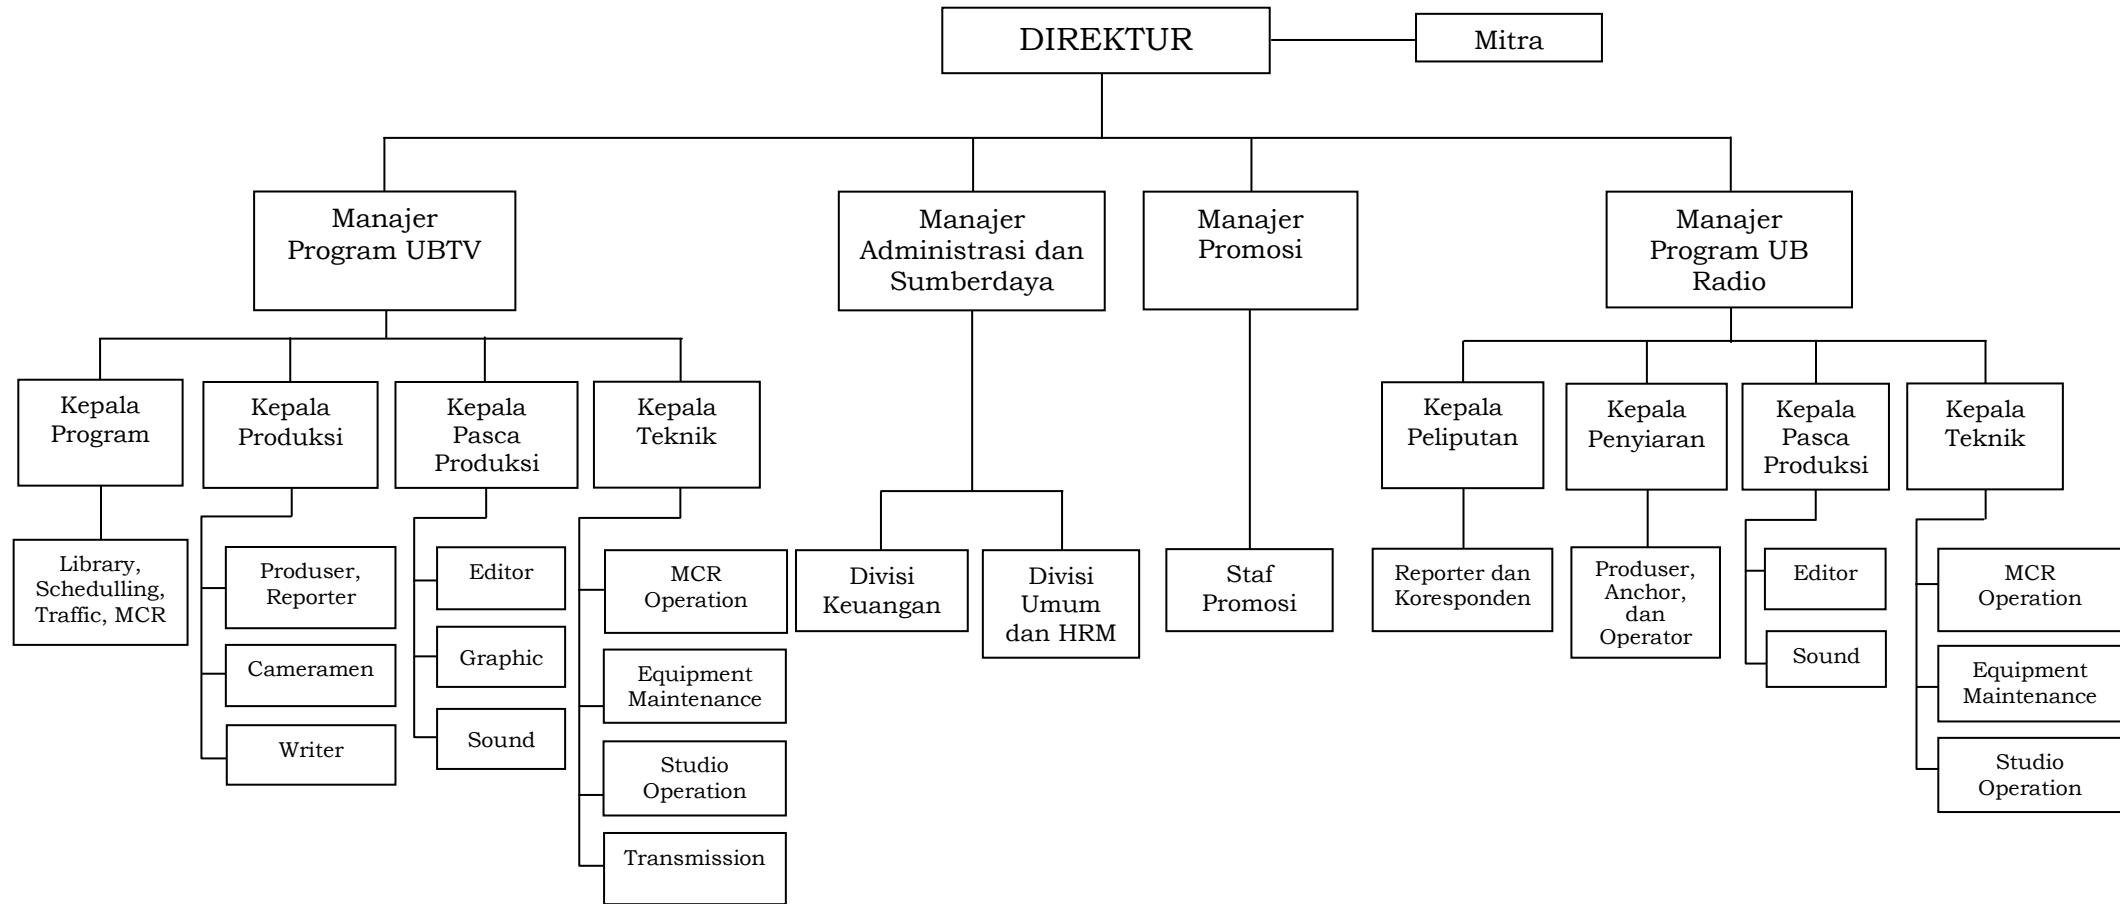 DIREKTUR
Mitra
Manajer
Program UBTV
Manajer
Administrasi dan
Sumberdaya
Manajer
Promosi
Manajer
Program UB
Radio
Kepala
Program
Kepala
Produksi
Kepala
Pasca
Produksi
Kepala
Teknik
Kepala
Peliputan
Kepala
Penyiaran
Kepala
Pasca
Produksi
Kepala
Teknik
Library,
Schedulling,
Traffic, MCR
Produser,
Reporter
Cameramen
Writer
Editor
Graphic
Sound
MCR
Operation
Equipment
Maintenance
Studio
Operation
Transmission
Divisi
Keuangan
Divisi
Umum
dan HRM
Staf
Promosi
Reporter dan
Koresponden
Produser,
Anchor,
dan
Operator
Editor
Sound
MCR
Operation
Equipment
Maintenance
Studio
Operation